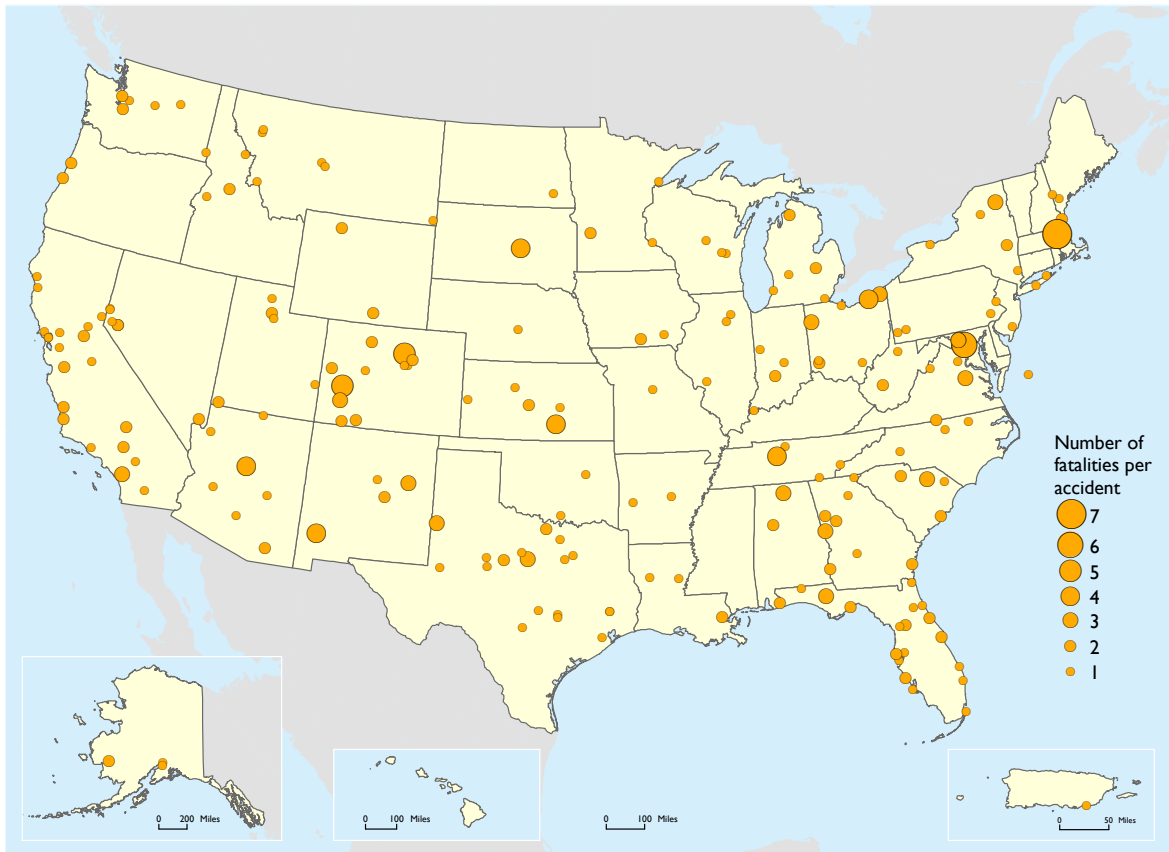 Number of
fatalities per
accident
7
6
5
4
3
2
1
0 200 Miles
0 100 Miles
0 100 Miles
0 50 Miles